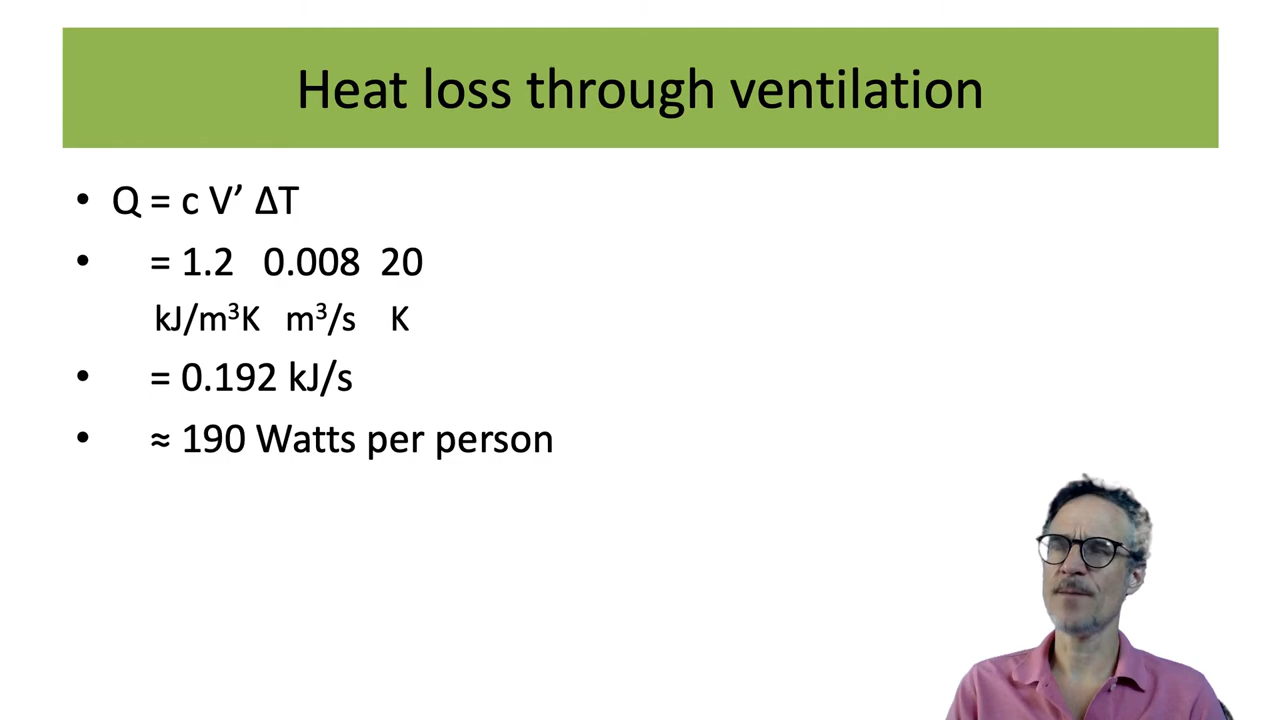 Heat loss through ventilation
• Q = c V’ ΔT
• = 1.2 0.008 20
kJ/m³K m³/s K
• = 0.192 kJ/s
• ≈ 190 Watts per person